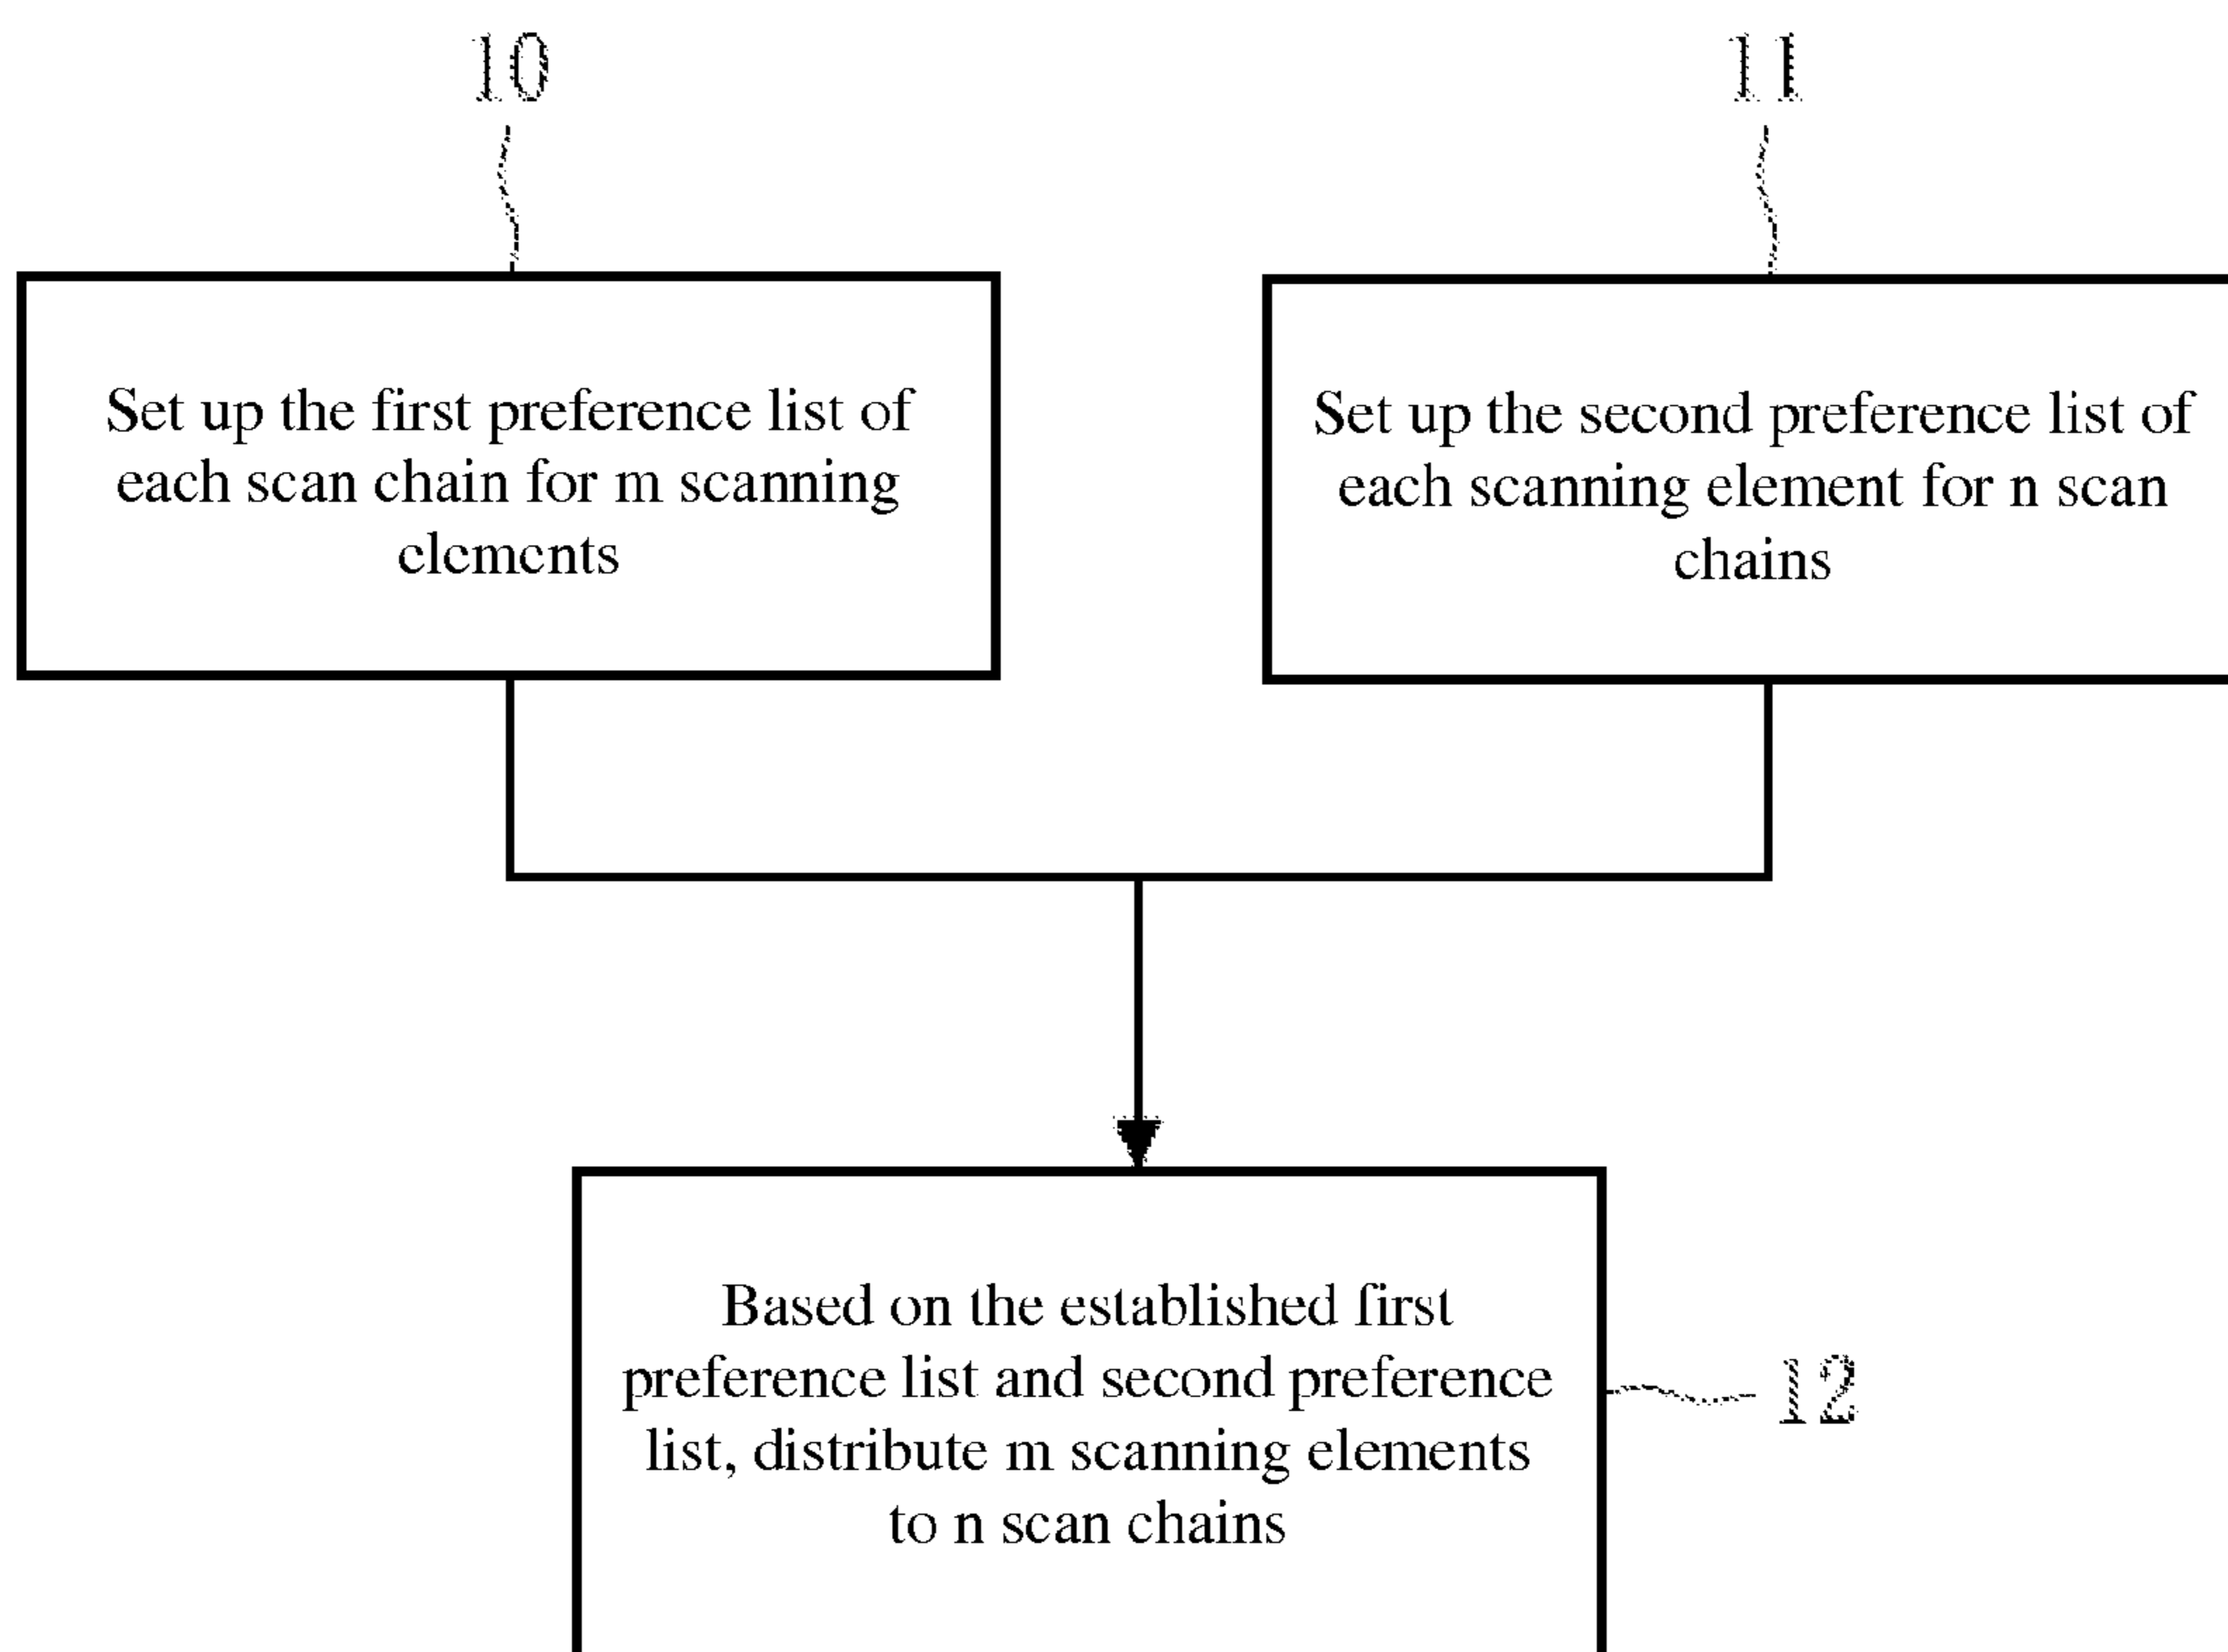 10
11
Set up the first preference list of
each scan chain for m scanning
elements
Set up the second preference list of
each scanning element for n scan
chains
Based on the established first
preference list and second preference
list, distribute m scanning elements
to n scan chains
12